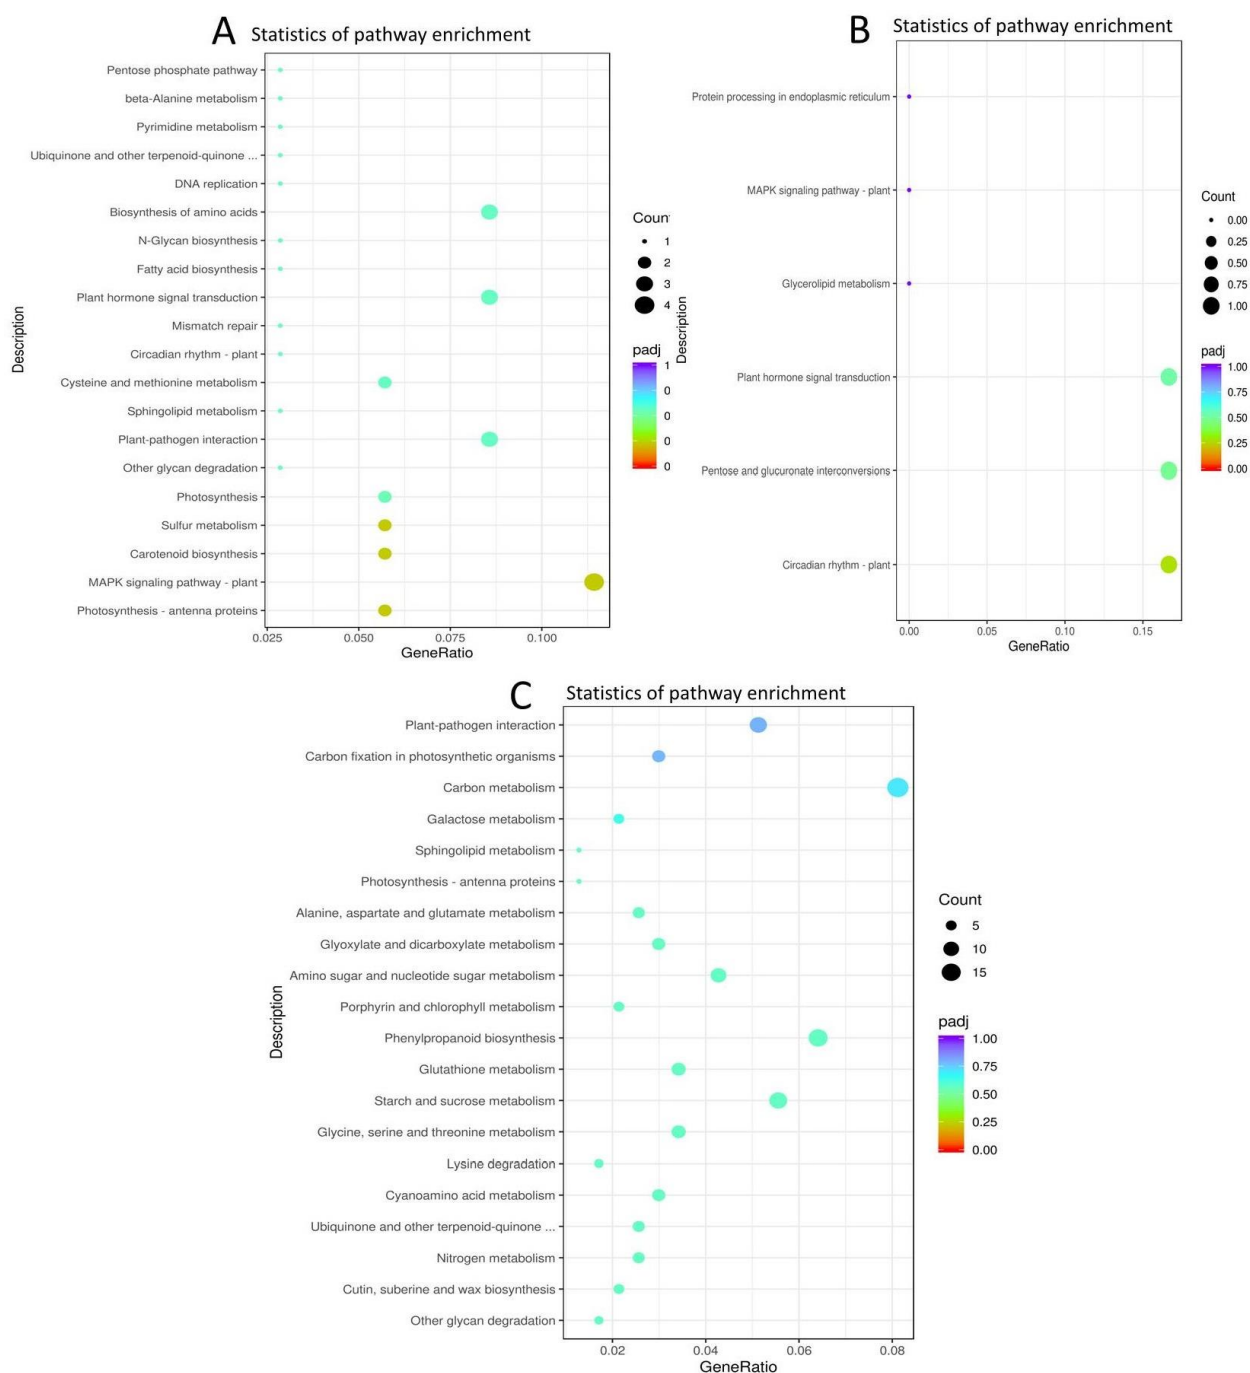 A Statistics of pathway enrichment
Pentose phosphate pathway
beta-Alanine metabolism
Pyrimidine metabolism
Ubiquinone and other terpenoid-quinone ...
DNA replication
Biosynthesis of amino acids
N-Glycan biosynthesis
Fatty acid biosynthesis
Plant hormone signal transduction
Mismatch repair
Circadian rhythm - plant
Cysteine and methionine metabolism
Sphingolipid metabolism
Plant-pathogen interaction
Other glycan degradation
Photosynthesis
Sulfur metabolism
Carotenoid biosynthesis
MAPK signaling pathway - plant
Photosynthesis - antenna proteins
Description
0.025 0.050 0.075 0.100
GeneRatio
Coun
1
2
3
4
padj
1
0
0
0
0
B Statistics of pathway enrichment
Protein processing in endoplasmic reticulum
MAPK signaling pathway - plant
Glycerolipid metabolism
Plant hormone signal transduction
Pentose and glucuronate interconversions
Circadian rhythm - plant
Description
0.00 0.05 0.10 0.15
GeneRatio
Count
0.00
0.25
0.50
0.75
1.00
padj
1.00
0.75
0.50
0.25
0.00
C Statistics of pathway enrichment
Plant-pathogen interaction
Carbon fixation in photosynthetic organisms
Carbon metabolism
Galactose metabolism
Sphingolipid metabolism
Photosynthesis - antenna proteins
Alanine, aspartate and glutamate metabolism
Glyoxylate and dicarboxylate metabolism
Amino sugar and nucleotide sugar metabolism
Porphyrin and chlorophyll metabolism
Phenylpropanoid biosynthesis
Glutathione metabolism
Starch and sucrose metabolism
Glycine, serine and threonine metabolism
Lysine degradation
Cyanoamino acid metabolism
Ubiquinone and other terpenoid-quinone ...
Nitrogen metabolism
Cutin, suberine and wax biosynthesis
Other glycan degradation
Description
0.02 0.04 0.06 0.08
GeneRatio
Count
5
10
15
padj
1.00
0.75
0.50
0.25
0.00